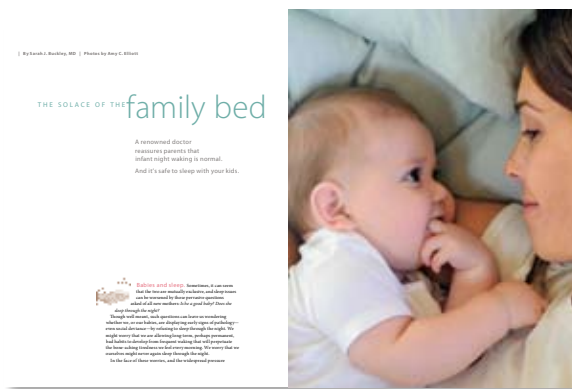 | By Sarah J. Buckley, MD | Photos by Amy C. Elliott
THE SOLACE OF THE family bed
A renowned doctor
reassures parents that
infant night waking is normal.
And it's safe to sleep with your kids.
Babies and sleep. Sometimes, it can seem
that the two are mutually exclusive, and sleep issues
can be worsened by those pervasive questions
asked of all new mothers: Is he a good baby? Does she
sleep through the night?
Though well meant, such questions can leave us wondering
whether we, or our babies, are displaying early signs of pathology—
even social deviance—by refusing to sleep through the night. We
might worry that we are allowing long-term, perhaps permanent,
bad habits to develop from frequent waking that will perpetuate
the bone-aching tiredness we feel every morning. We worry that we
ourselves might never again sleep through the night.
In the face of these worries, and the widespread pressure